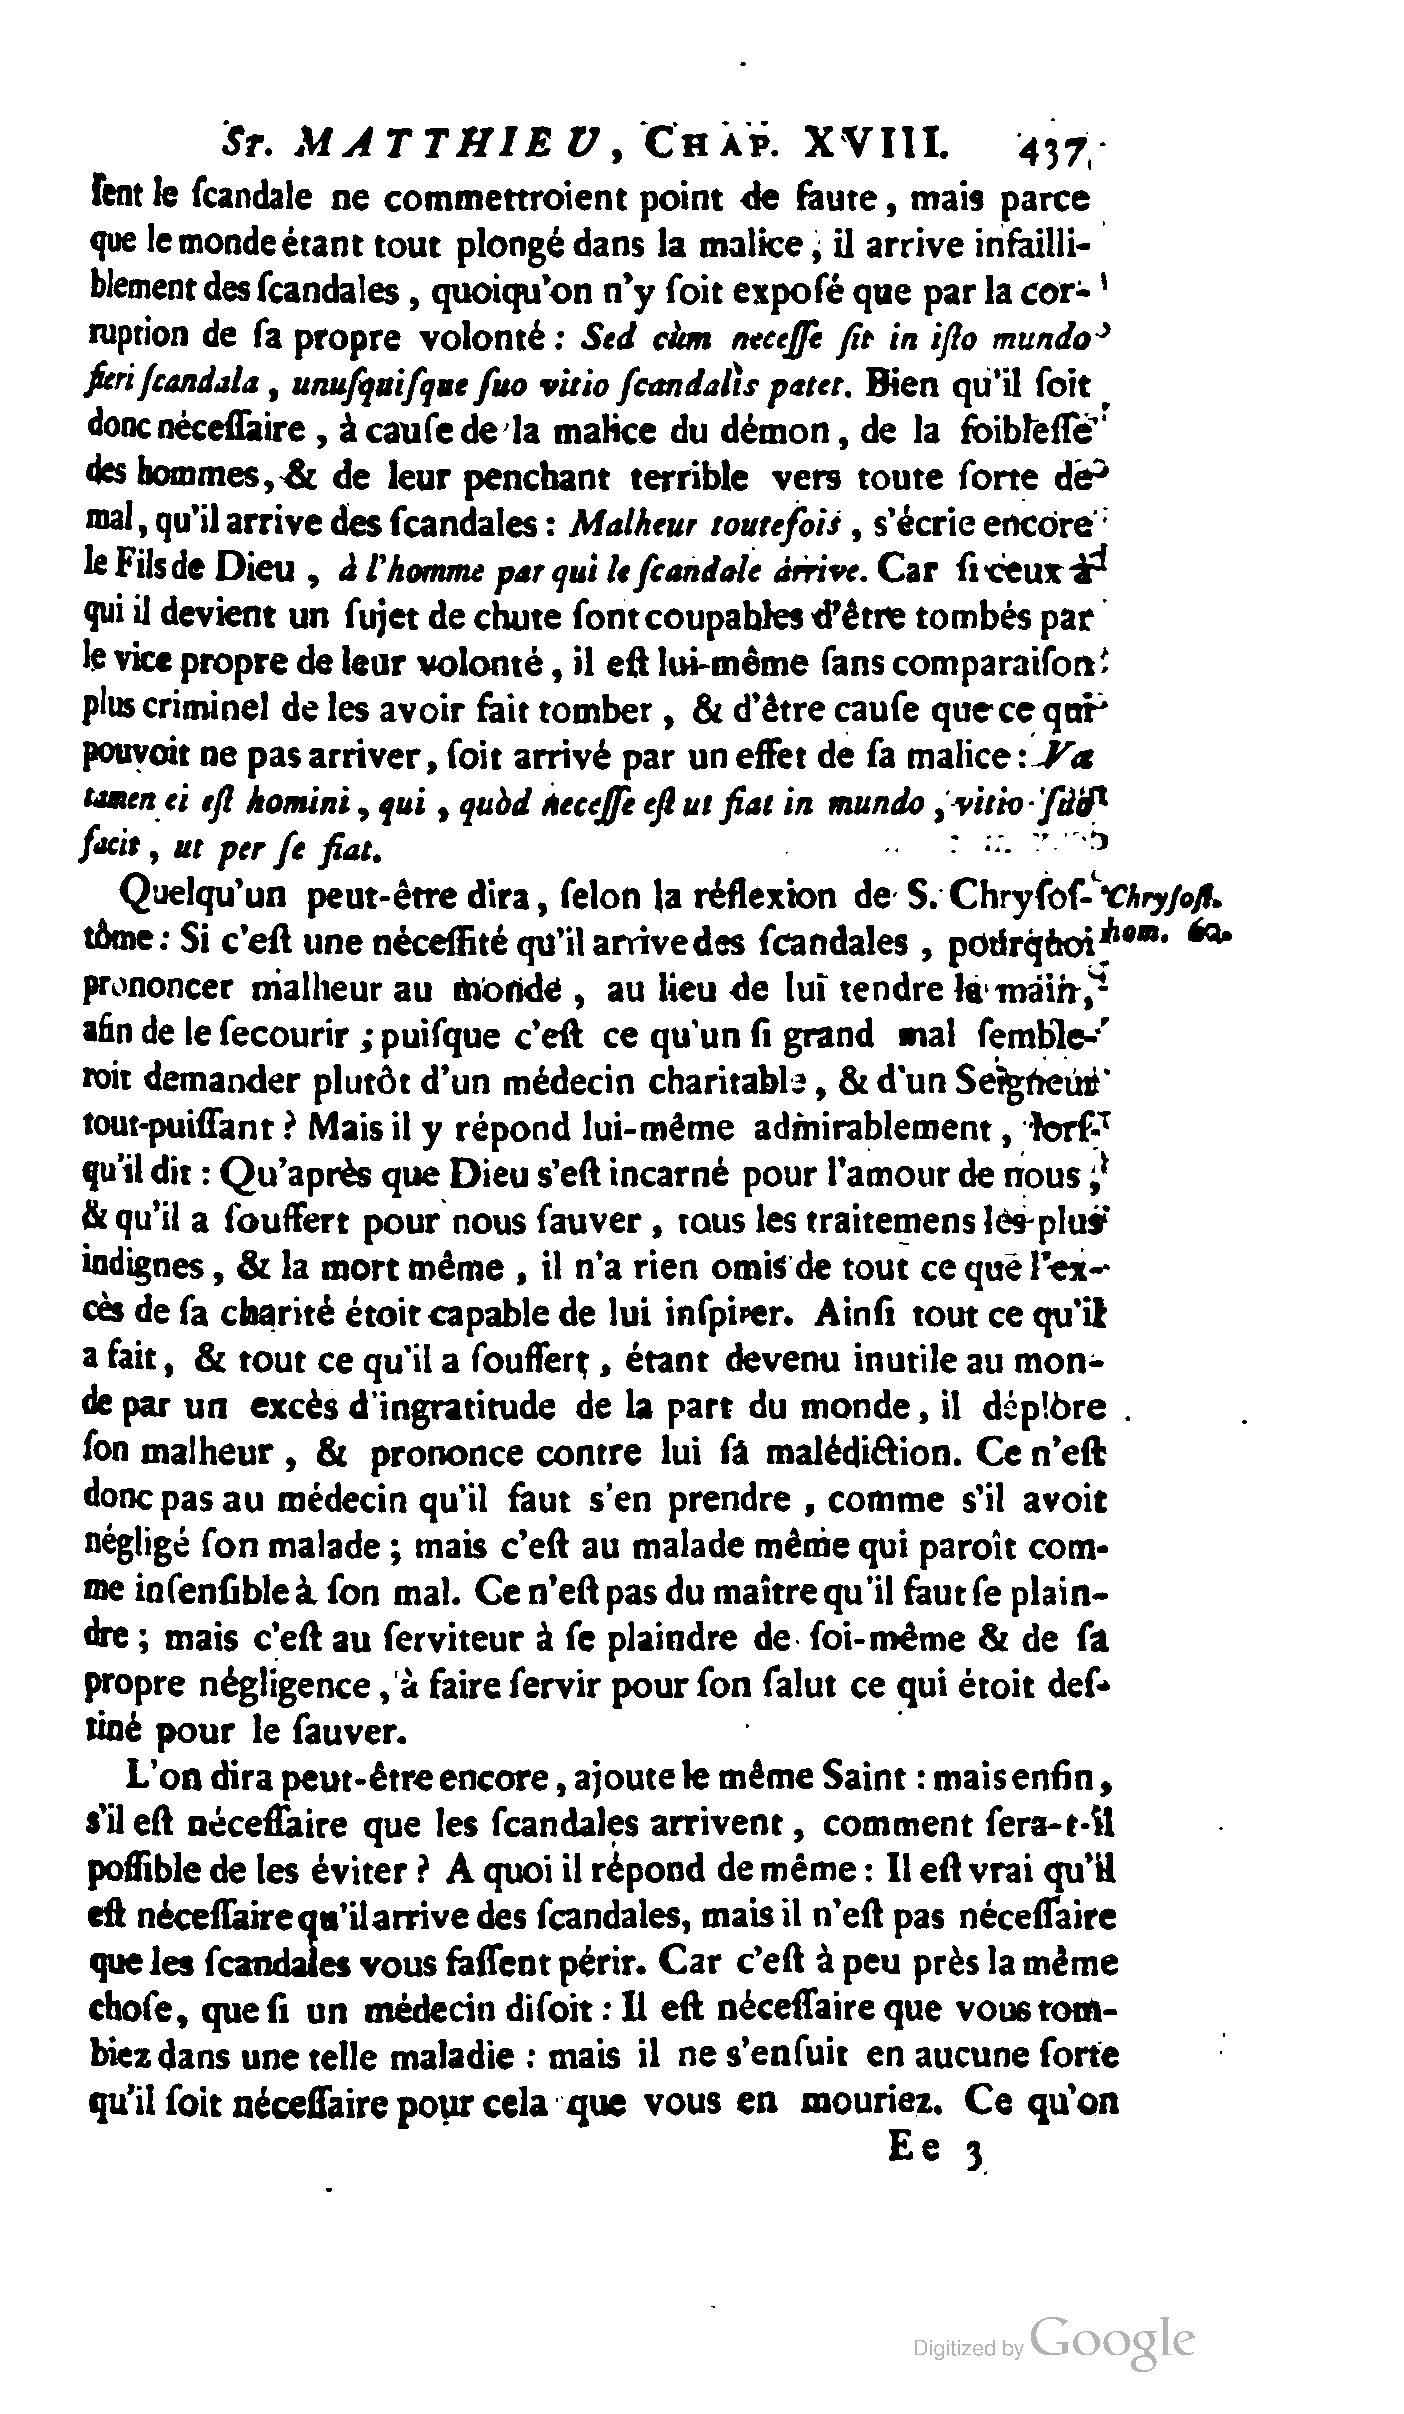 St. MATTHIEU, CHAP. XVIII. 437
ſent le ſcandale ne commettroient point de faute, mais parce
que le monde étant tout plongé dans la malice, il arrive infailli-
blement des ſcandales, quoiqu'on n'y ſoit expoſé que par la cor-
ruption de ſa propre volonté : Sed cùm neceſſe ſit in iſto mundo
fieri ſcandala, unuſquiſque ſuo vitio ſcandalis patet. Bien qu'il ſoit
donc néceſſaire, à cauſe de la malice du démon, de la foibleſſe
des hommes, & de leur penchant terrible vers toute ſorte de
mal, qu'il arrive des ſcandales : Malheur toutefois, s'écrie encore
le Fils de Dieu, à l'homme par qui le ſcandale arrive. Car ſi ceux à
qui il devient un ſujet de chute ſont coupables d'être tombés par
le vice propre de leur volonté, il eſt lui-même ſans comparaiſon
plus criminel de les avoir fait tomber, & d'être cauſe que ce qui
pouvoit ne pas arriver, ſoit arrivé par un effet de ſa malice : Va
tamen ei eſt homini, qui, quòd neceſſe eſt ut fiat in mundo, vitio ſuo
facit, ut per ſe fiat.
Quelqu'un peut-être dira, ſelon la réflexion de S. Chryſoſ- Chryſoſt.
tôme : Si c'eſt une néceſſité qu'il arrive des ſcandales, pourquoi hom. 60.
prononcer malheur au monde, au lieu de lui tendre la main,
afin de le ſecourir ; puiſque c'eſt ce qu'un ſi grand mal ſemble-
roit demander plutôt d'un médecin charitable, & d'un Seigneur
tout-puiſſant ? Mais il y répond lui-même admirablement, lorſ-
qu'il dit : Qu'après que Dieu s'eſt incarné pour l'amour de nous,
& qu'il a ſouffert pour nous ſauver, tous les traitemens les plus
indignes, & la mort même, il n'a rien omis de tout ce que l'ex-
cès de ſa charité étoit capable de lui inſpirer. Ainſi tout ce qu'il
a fait, & tout ce qu'il a ſouffert, étant devenu inutile au mon-
de par un excès d'ingratitude de la part du monde, il déplore
ſon malheur, & prononce contre lui ſa malédiction. Ce n'eſt
donc pas au médecin qu'il faut s'en prendre, comme s'il avoit
négligé ſon malade ; mais c'eſt au malade même qui paroît com-
me inſenſible à ſon mal. Ce n'eſt pas du maître qu'il faut ſe plain-
dre ; mais c'eſt au ſerviteur à ſe plaindre de ſoi-même & de ſa
propre négligence, à faire ſervir pour ſon ſalut ce qui étoit deſ-
tiné pour le ſauver.
L'on dira peut-être encore, ajoute le même Saint : mais enfin,
s'il eſt néceſſaire que les ſcandales arrivent, comment ſera-t-il
poſſible de les éviter ? A quoi il répond de même : Il eſt vrai qu'il
eſt néceſſaire qu'il arrive des ſcandales, mais il n'eſt pas néceſſaire
que les ſcandales vous faſſent périr. Car c'eſt à peu près la même
choſe, que ſi un médecin diſoit : Il eſt néceſſaire que vous tom-
biez dans une telle maladie : mais il ne s'enſuit en aucune ſorte
qu'il ſoit néceſſaire pour cela que vous en mouriez. Ce qu'on
Ee 3
Digitized by Google